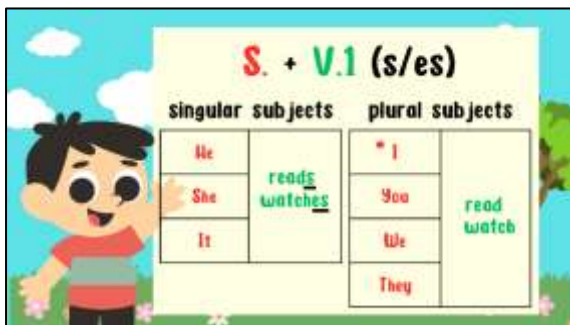 S. + V.1 (s/es)
singular subjects
He
She
It
reads
watches
plural subjects
* I
You
We
They
read
watch